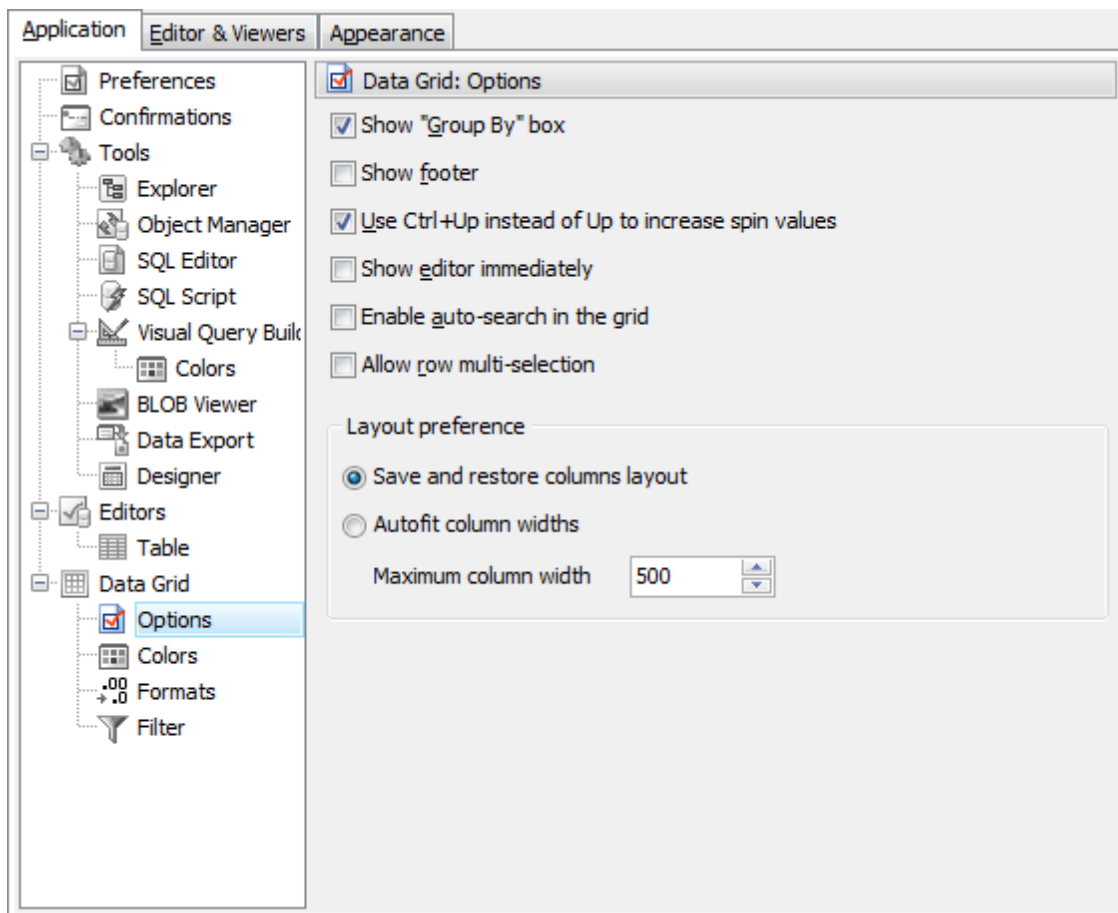 Application
Editor & Viewers
Appearance
Preferences
Confirmations
Tools
Explorer
Object Manager
SQL Editor
SQL Script
Visual Query Builc
Colors
BLOB Viewer
Data Export
Designer
Editors
Table
Data Grid
Options
Colors
Formats
Filter
Data Grid: Options
Show "Group By" box
Show footer
Use Ctrl+Up instead of Up to increase spin values
Show editor immediately
Enable auto-search in the grid
Allow row multi-selection
Layout preference
Save and restore columns layout
Autofit column widths
Maximum column width 500